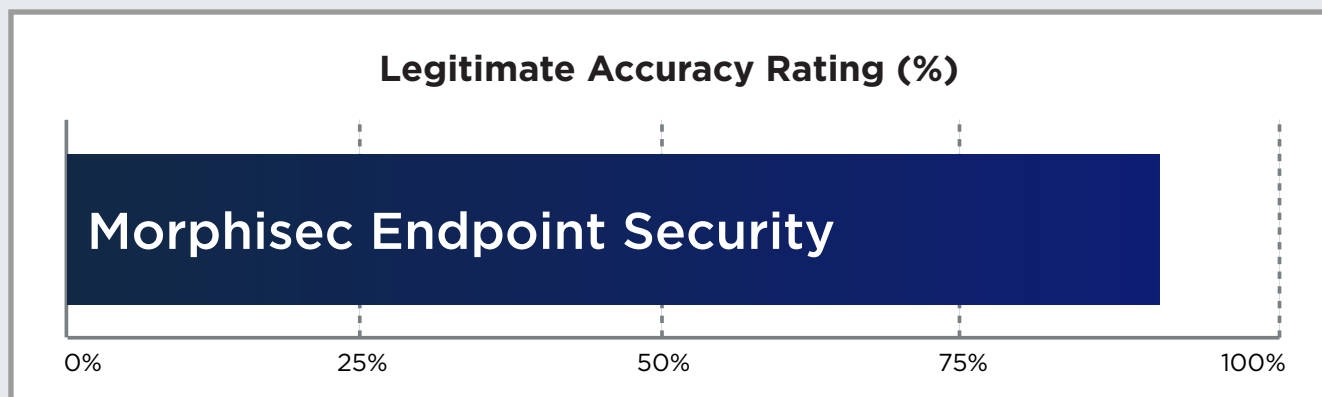 Legitimate Accuracy Rating (%)
Morphisec Endpoint Security
0% 25% 50% 75% 100%